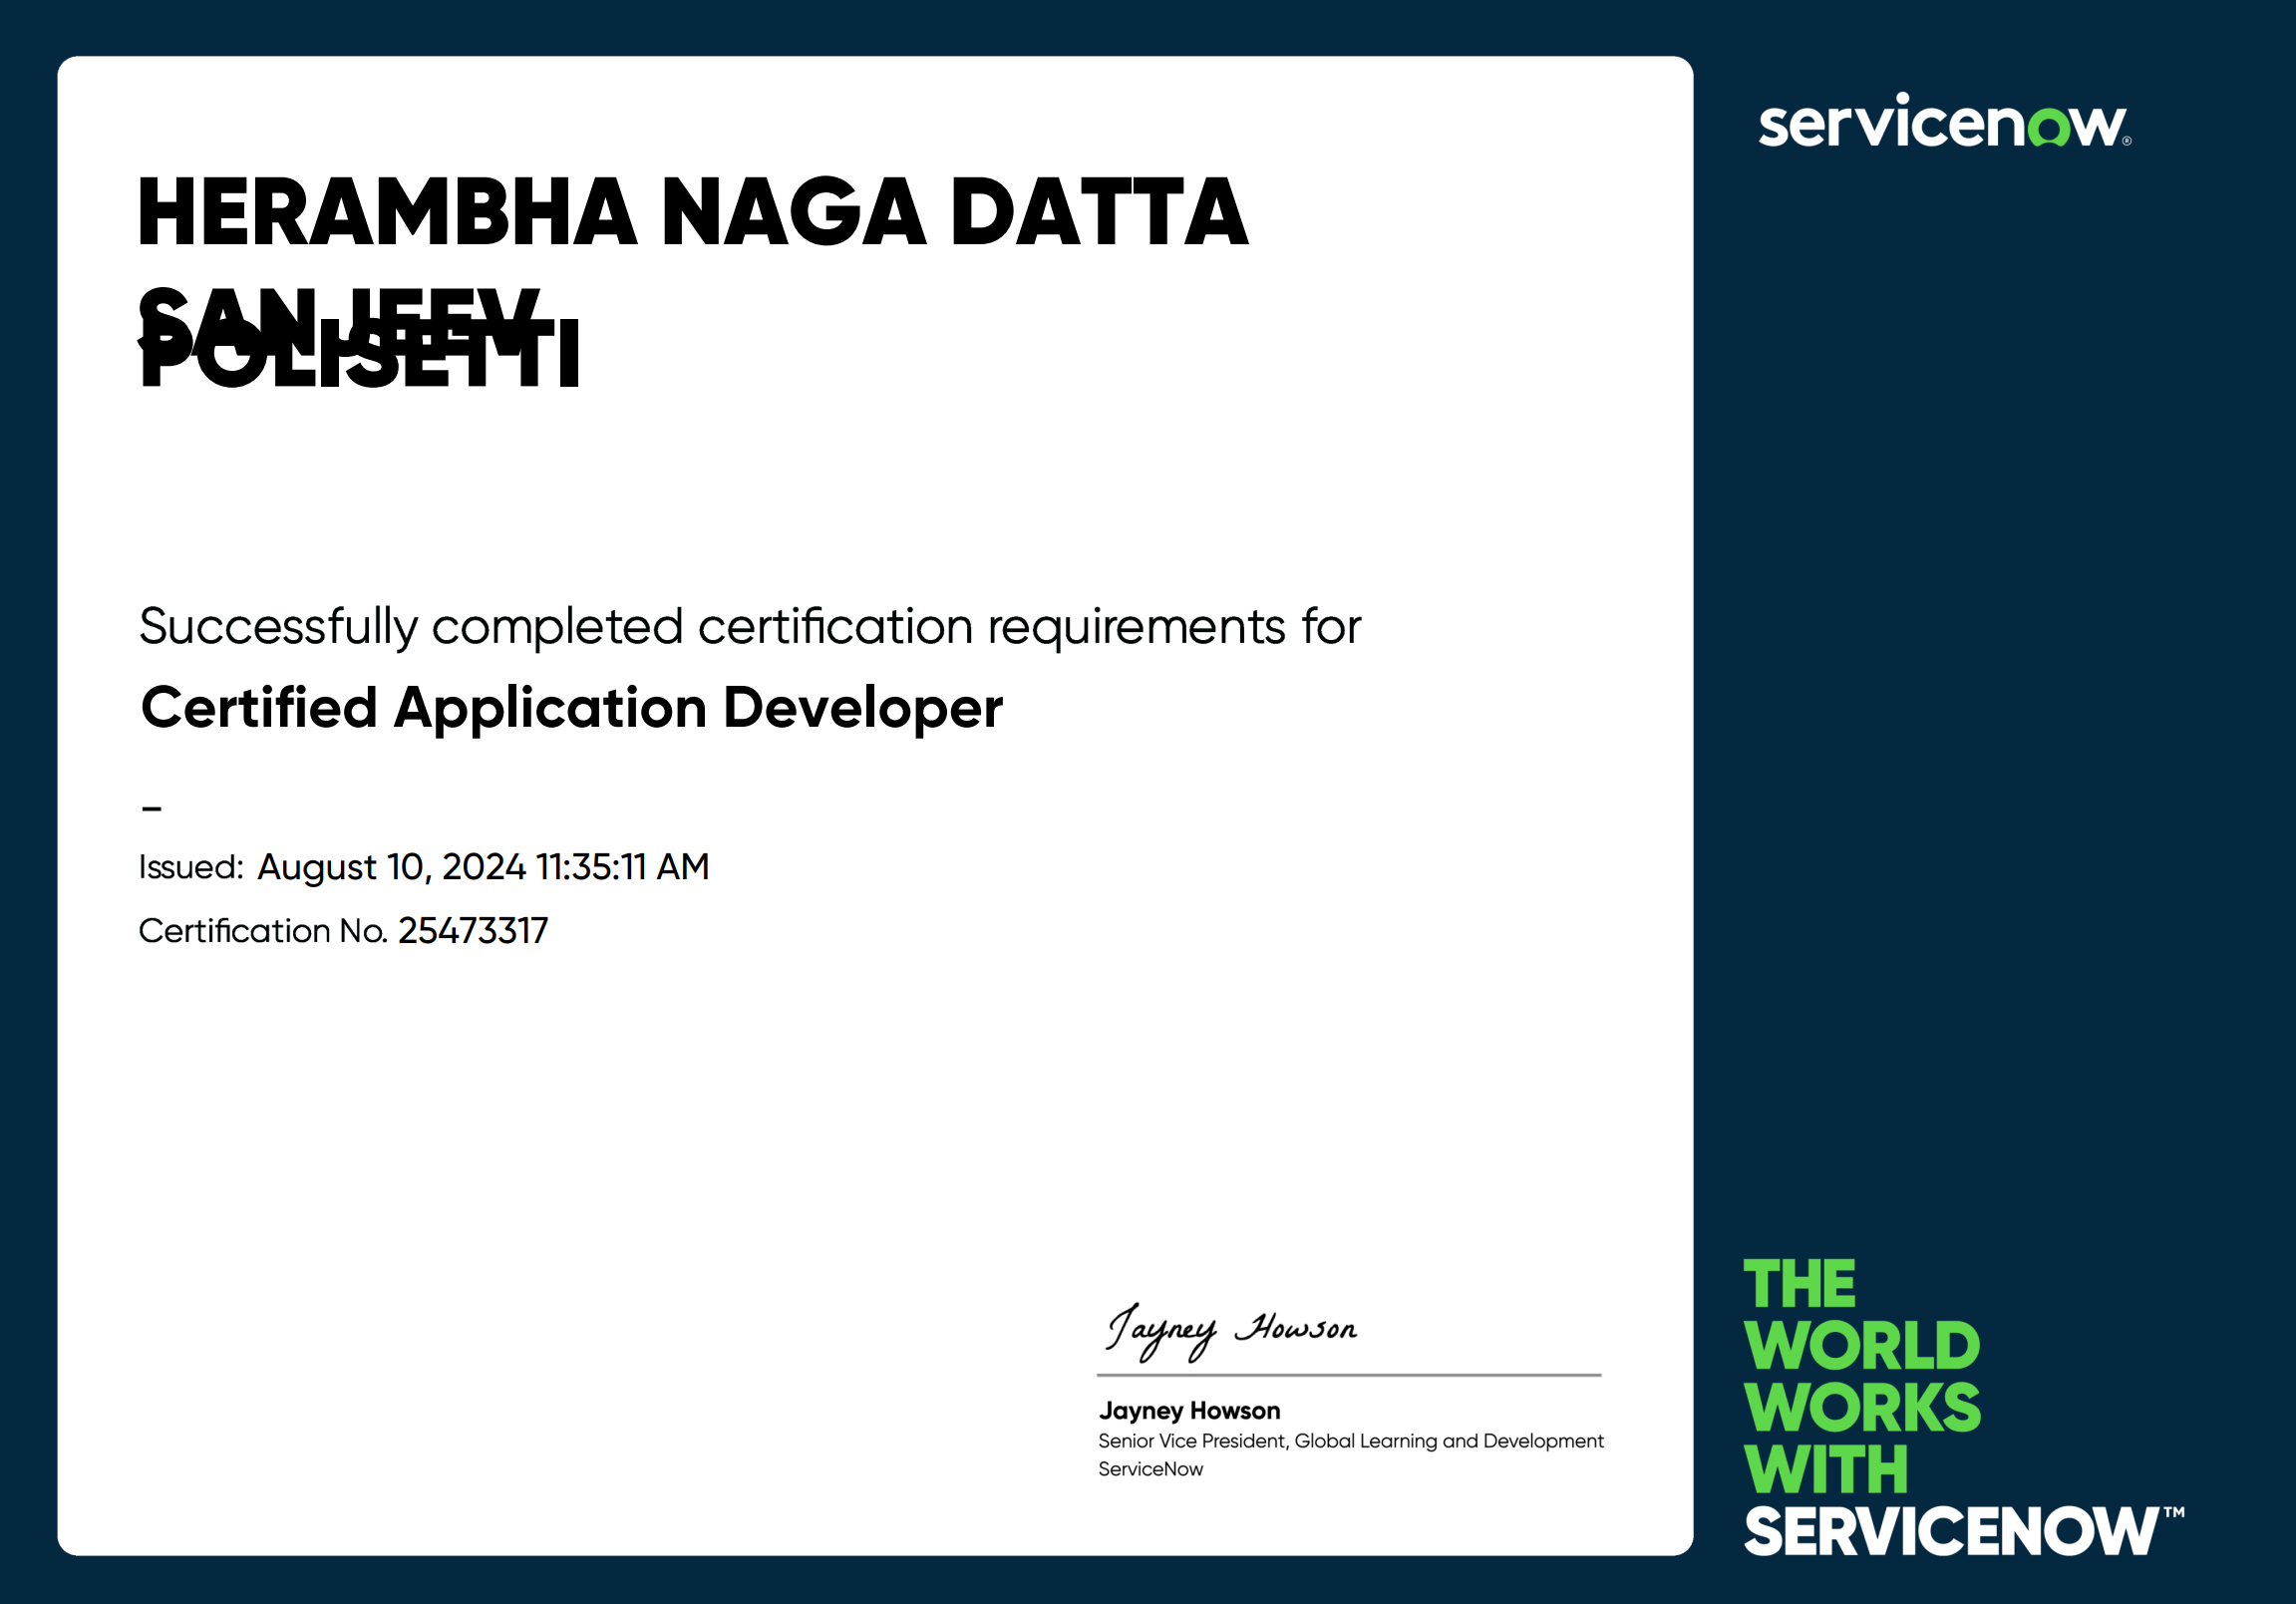 servicenow®
HERAMBHA NAGA DATTA
SANJEEV
POLISETTI
Successfully completed certification requirements for
Certified Application Developer
–
Issued: August 10, 2024 11:35:11 AM
Certification No. 25473317
Jayney Howson
Jayney Howson
Senior Vice President, Global Learning and Development
ServiceNow
THE
WORLD
WORKS
WITH
SERVICENOW™